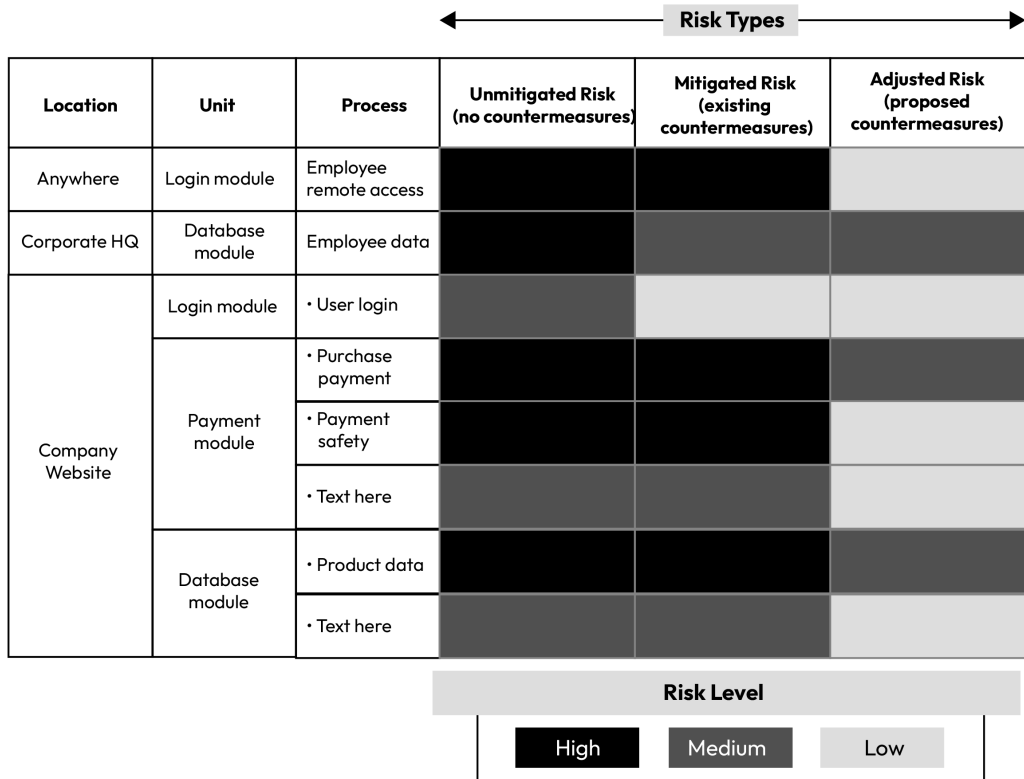 Risk Types
Location
Unit
Process
Unmitigated Risk
(no countermeasures)
Mitigated Risk
(existing
countermeasures)
Adjusted Risk
(proposed
countermeasures)
Anywhere
Login module
Employee
remote access
Corporate HQ
Database
module
Employee data
Company
Website
Login module
• User login
Payment
module
• Purchase
payment
• Payment
safety
• Text here
Database
module
• Product data
• Text here
Risk Level
High
Medium
Low